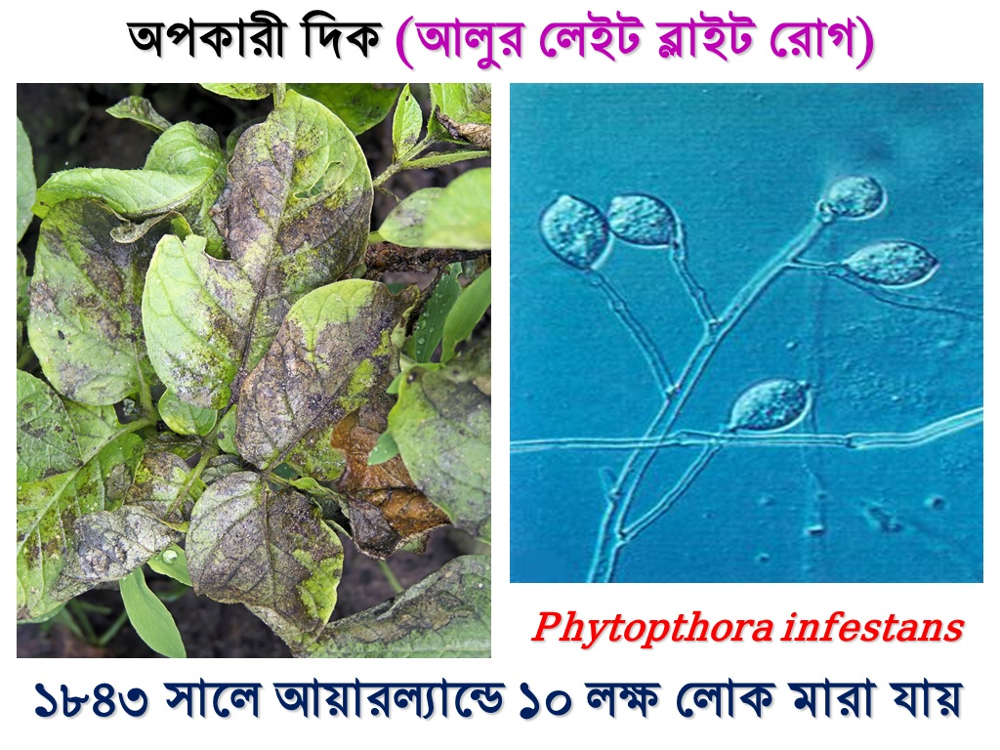 অপকারী দিক (আলুর লেইট ব্লাইট রোগ)
Phytopthora infestans
১৮৪৩ সালে আয়ারল্যান্ডে ১০ লক্ষ লোক মারা যায়